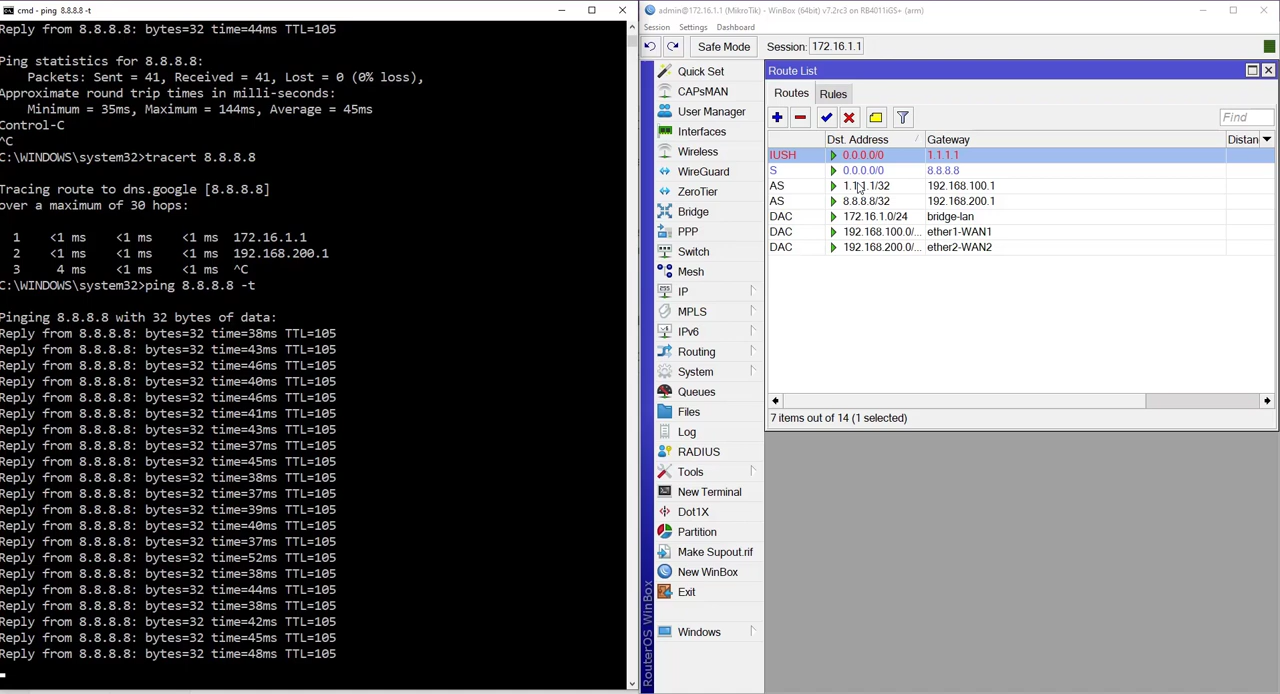 cmd - ping 8.8.8.8 -t
Reply from 8.8.8.8: bytes=32 time=44ms TTL=105
Ping statistics for 8.8.8.8:
Packets: Sent = 41, Received = 41, Lost = 0 (0% loss),
Approximate round trip times in milli-seconds:
Minimum = 35ms, Maximum = 144ms, Average = 45ms
Control-C
^C
C:\WINDOWS\system32>tracert 8.8.8.8
Tracing route to dns.google [8.8.8.8]
over a maximum of 30 hops:
1 <1 ms <1 ms <1 ms 172.16.1.1
2 <1 ms <1 ms <1 ms 192.168.200.1
3 4 ms <1 ms <1 ms ^C
C:\WINDOWS\system32>ping 8.8.8.8 -t
Pinging 8.8.8.8 with 32 bytes of data:
Reply from 8.8.8.8: bytes=32 time=38ms TTL=105
Reply from 8.8.8.8: bytes=32 time=43ms TTL=105
Reply from 8.8.8.8: bytes=32 time=46ms TTL=105
Reply from 8.8.8.8: bytes=32 time=40ms TTL=105
Reply from 8.8.8.8: bytes=32 time=46ms TTL=105
Reply from 8.8.8.8: bytes=32 time=41ms TTL=105
Reply from 8.8.8.8: bytes=32 time=43ms TTL=105
Reply from 8.8.8.8: bytes=32 time=37ms TTL=105
Reply from 8.8.8.8: bytes=32 time=45ms TTL=105
Reply from 8.8.8.8: bytes=32 time=38ms TTL=105
Reply from 8.8.8.8: bytes=32 time=37ms TTL=105
Reply from 8.8.8.8: bytes=32 time=39ms TTL=105
Reply from 8.8.8.8: bytes=32 time=40ms TTL=105
Reply from 8.8.8.8: bytes=32 time=37ms TTL=105
Reply from 8.8.8.8: bytes=32 time=52ms TTL=105
Reply from 8.8.8.8: bytes=32 time=38ms TTL=105
Reply from 8.8.8.8: bytes=32 time=44ms TTL=105
Reply from 8.8.8.8: bytes=32 time=38ms TTL=105
Reply from 8.8.8.8: bytes=32 time=42ms TTL=105
Reply from 8.8.8.8: bytes=32 time=45ms TTL=105
Reply from 8.8.8.8: bytes=32 time=48ms TTL=105
admin@172.16.1.1 (MikroTik) - WinBox (64bit) v7.2rc3 on RB4011iGS+ (arm)
Session Settings Dashboard
Safe Mode Session: 172.16.1.1
Quick Set
CAPsMAN
User Manager
Interfaces
Wireless
WireGuard
ZeroTier
Bridge
PPP
Switch
Mesh
IP
MPLS
IPv6
Routing
System
Queues
Files
Log
RADIUS
Tools
New Terminal
Dot1X
Partition
Make Supout.rif
New WinBox
Exit
Windows
RouterOS WinBox
Route List
Routes Rules
Find
Dst. Address Gateway Distan
IUSH 0.0.0.0/0 1.1.1.1
S 0.0.0.0/0 8.8.8.8
AS 1.1.1.1/32 192.168.100.1
AS 8.8.8.8/32 192.168.200.1
DAC 172.16.1.0/24 bridge-lan
DAC 192.168.100.0/... ether1-WAN1
DAC 192.168.200.0/... ether2-WAN2
7 items out of 14 (1 selected)